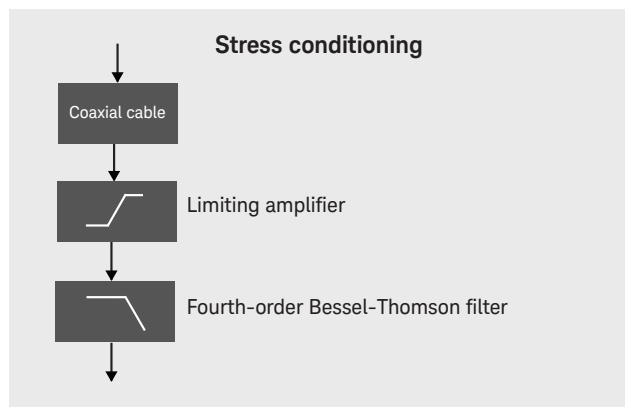 Stress conditioning
Coaxial cable
Limiting amplifier
Fourth-order Bessel-Thomson filter